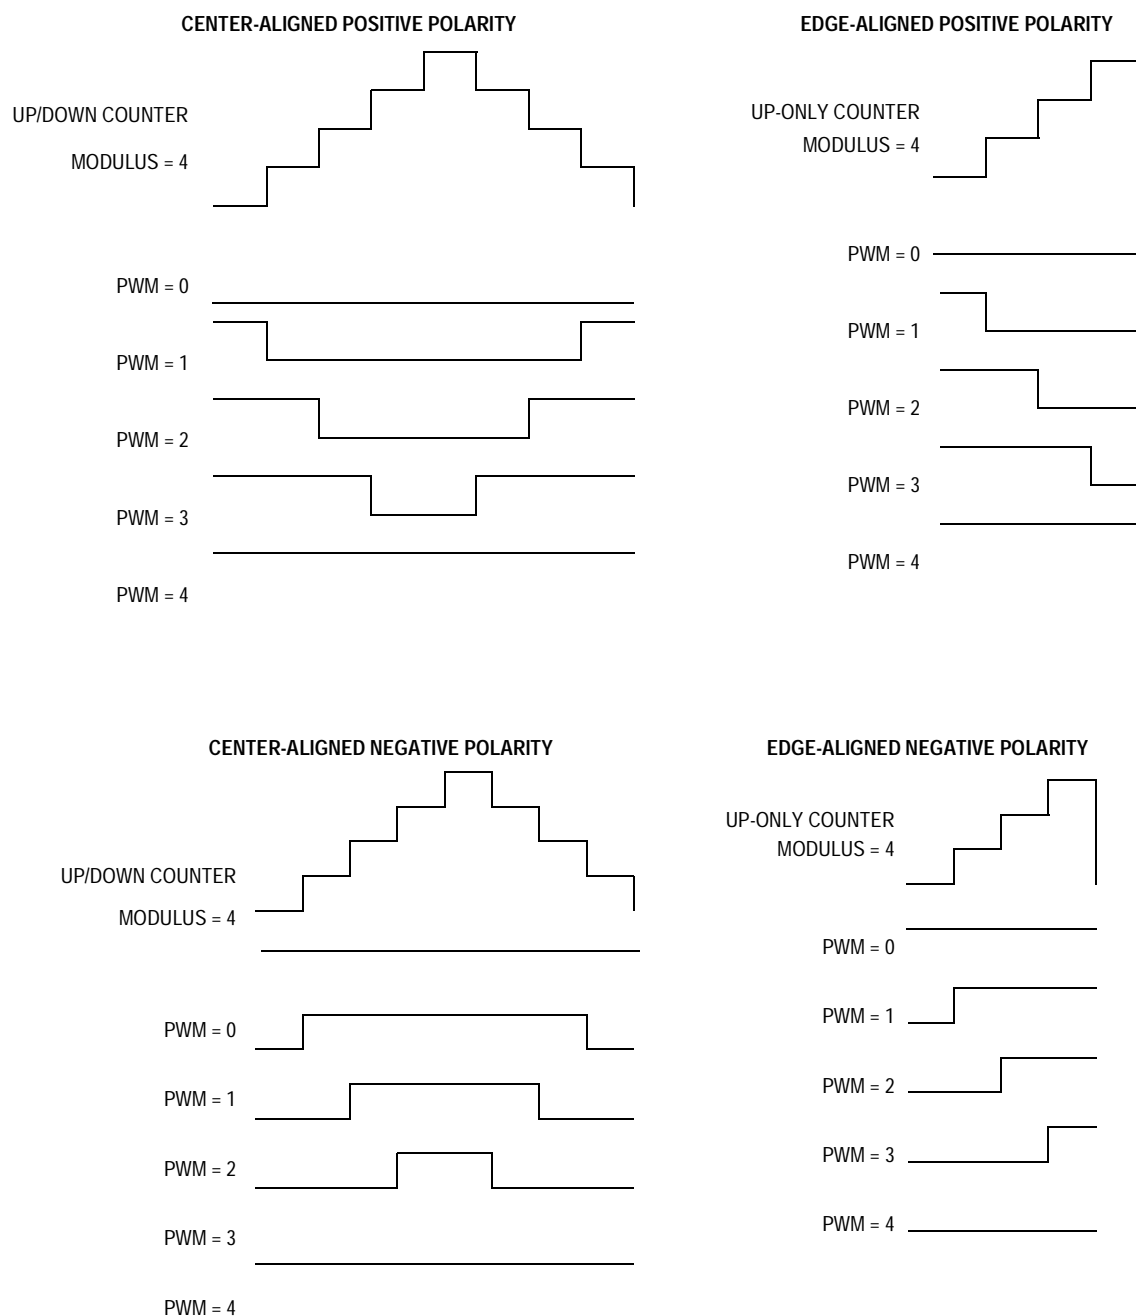 CENTER-ALIGNED POSITIVE POLARITY
UP/DOWN COUNTER
MODULUS = 4
PWM = 0
PWM = 1
PWM = 2
PWM = 3
PWM = 4
EDGE-ALIGNED POSITIVE POLARITY
UP-ONLY COUNTER
MODULUS = 4
PWM = 0
PWM = 1
PWM = 2
PWM = 3
PWM = 4
CENTER-ALIGNED NEGATIVE POLARITY
UP/DOWN COUNTER
MODULUS = 4
PWM = 0
PWM = 1
PWM = 2
PWM = 3
PWM = 4
EDGE-ALIGNED NEGATIVE POLARITY
UP-ONLY COUNTER
MODULUS = 4
PWM = 0
PWM = 1
PWM = 2
PWM = 3
PWM = 4